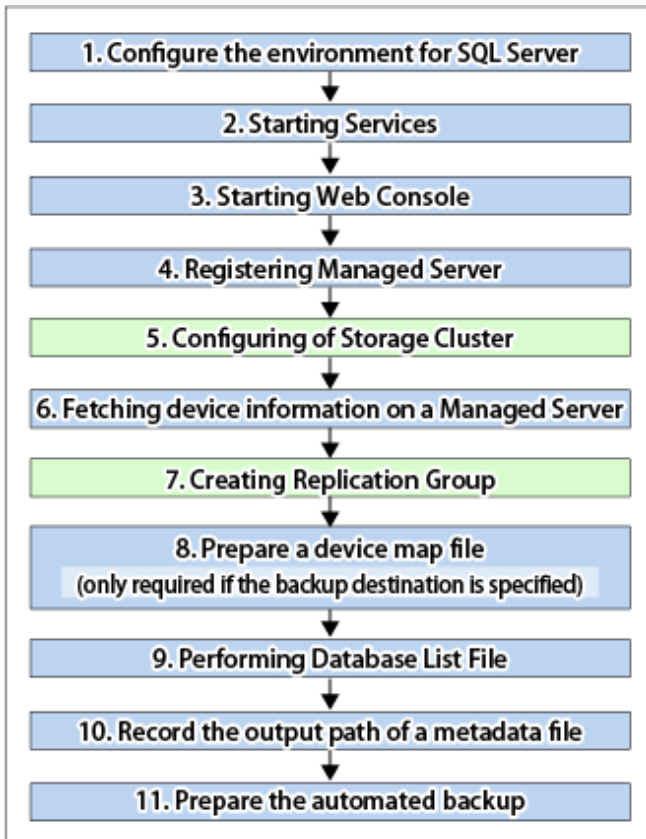 1. Configure the environment for SQL Server
2. Starting Services
3. Starting Web Console
4. Registering Managed Server
5. Configuring of Storage Cluster
6. Fetching device information on a Managed Server
7. Creating Replication Group
8. Prepare a device map file
(only required if the backup destination is specified)
9. Performing Database List File
10. Record the output path of a metadata file
11. Prepare the automated backup